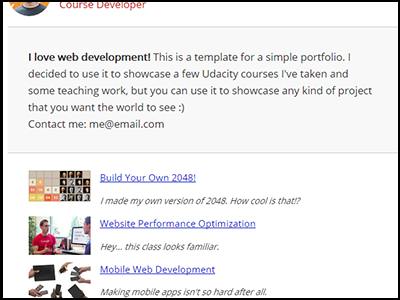 Course Developer
I love web development! This is a template for a simple portfolio. I
decided to use it to showcase a few Udacity courses I've taken and
some teaching work, but you can use it to showcase any kind of project
that you want the world to see :)
Contact me: me@email.com
Build Your Own 2048!
I made my own version of 2048. How cool is that!?
Website Performance Optimization
Hey... this class looks familiar.
Mobile Web Development
Making mobile apps isn't so hard after all.